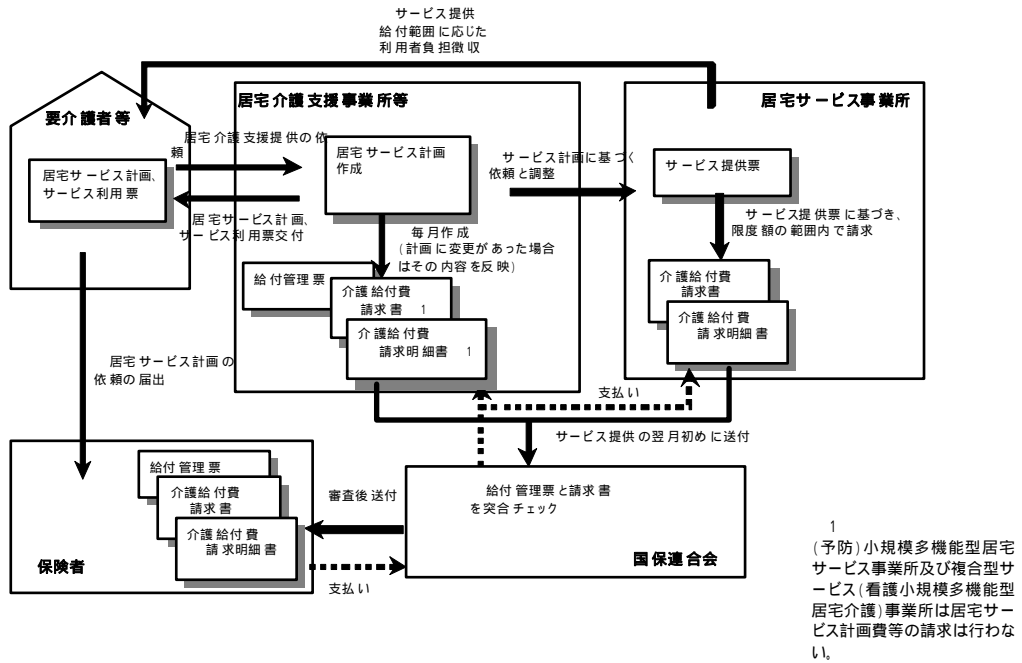 サービス提供
給付範囲に応じた
利用者負担徴収
要介護者等
居宅サービス計画、
サービス利用票
居宅介護支援提供の依
頼
居宅サービス計画、
サービス利用票交付
居宅介護支援事業所等
居宅サービス計画
作成
毎月作成
(計画に変更があった場合
はその内容を反映)
給付管理票
介護給付費
請求書 1
介護給付費
請求明細書 1
サービス計画に基づく
依頼と調整
居宅サービス事業所
サービス提供票
サービス提供票に基づき、
限度額の範囲内で請求
介護給付費
請求書
介護給付費
請求明細書
居宅サービス計画の
依頼の届出
支払い
サービス提供の翌月初めに送付
給付管理票
介護給付費
請求書
介護給付費
請求明細書
保険者
審査後送付
支払い
給付管理票と請求書
を突合チェック
国保連合会
1
(予防)小規模多機能型居宅
サービス事業所及び複合型サ
ービス(看護小規模多機能型
居宅介護)事業所は居宅サー
ビス計画費等の請求は行わな
い。